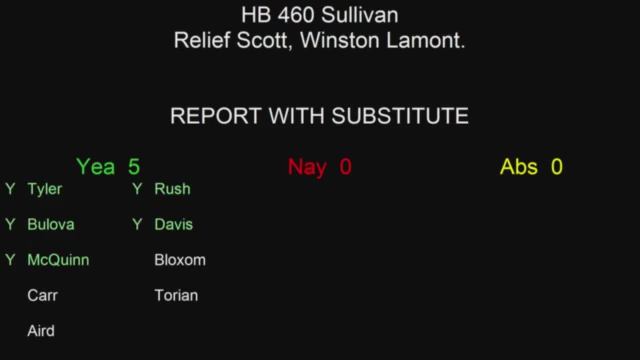 HB 460 Sullivan
Relief Scott, Winston Lamont.
REPORT WITH SUBSTITUTE
Yea 5 Nay 0 Abs 0
Y Tyler Y Rush
Y Bulova Y Davis
Y McQuinn Bloxom
Carr Torian
Aird